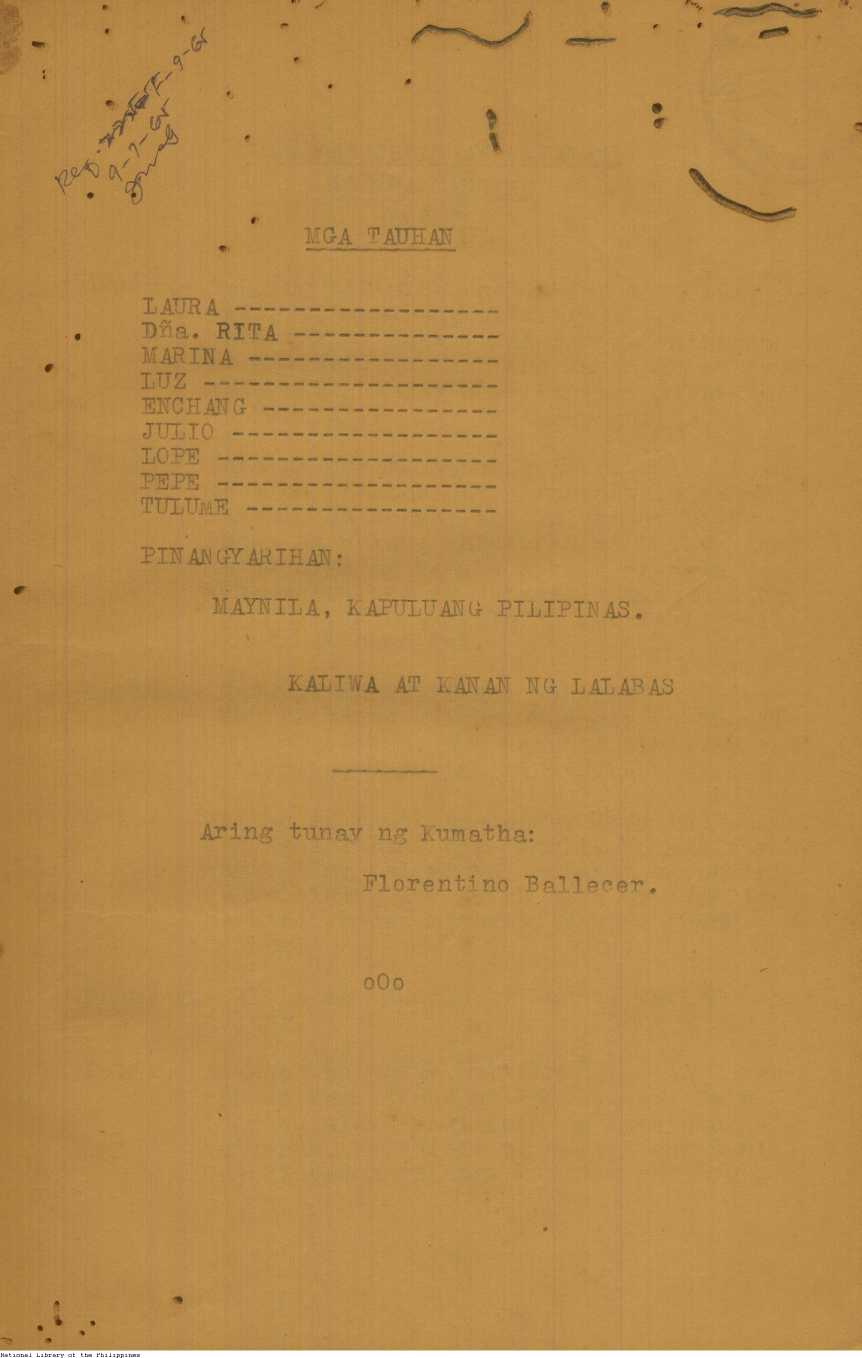 Reg.
MGA TAUHAN
LAURA ------------------
Dña. RITA --------------
MARINA -----------------
LUZ --------------------
ENCHANG ----------------
JULIO ------------------
LOPE -------------------
PEPE -------------------
TULUME -----------------
PINANGYARIHAN:
MAYNILA, KAPULUANG PILIPINAS.
KALIWA AT KANAN NG LALABAS
Aring tunay ng Kumatha:
Florentino Ballecer.
oOo
National Library of the Philippines